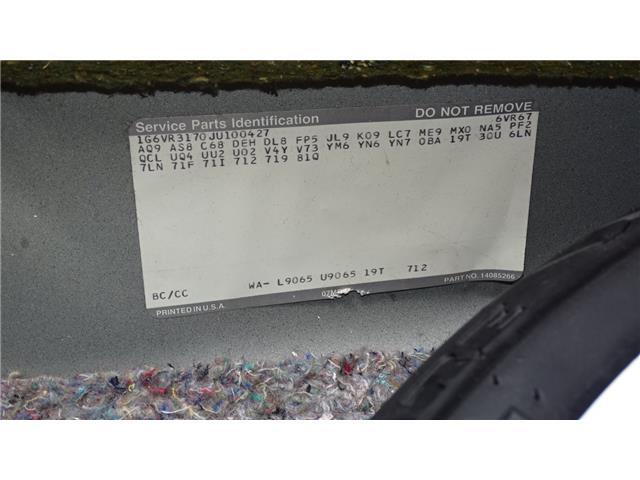 Service Parts Identification DO NOT REMOVE
1G6VR3170JU100427 6VR67
AQ9 AS8 C68 DEH DL8 FP5 JL9 K09 LC7 ME9 MX0 NA5 PF2
QCL UQ4 UU2 U02 V4Y V73 YM6 YN6 YN7 0BA 19T 30U 6LN
7LN 71F 71I 712 719 81Q
BC/CC WA- L9065 U9065 19T 712
PART NO. 14085266
PRINTED IN U.S.A.